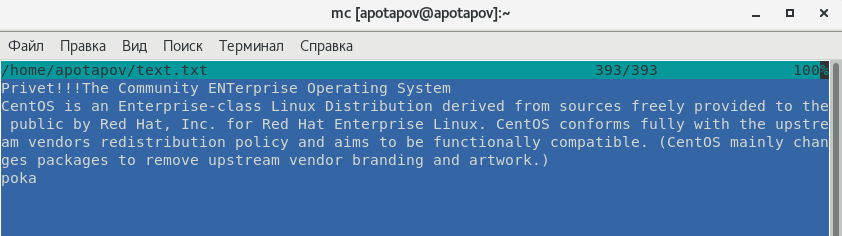 mc [apotapov@apotapov]:~
Файл Правка Вид Поиск Терминал Справка
/home/apotapov/text.txt 393/393 100%
Privet!!!The Community ENTerprise Operating System
CentOS is an Enterprise-class Linux Distribution derived from sources freely provided to the
public by Red Hat, Inc. for Red Hat Enterprise Linux. CentOS conforms fully with the upstre
am vendors redistribution policy and aims to be functionally compatible. (CentOS mainly chan
ges packages to remove upstream vendor branding and artwork.)
poka